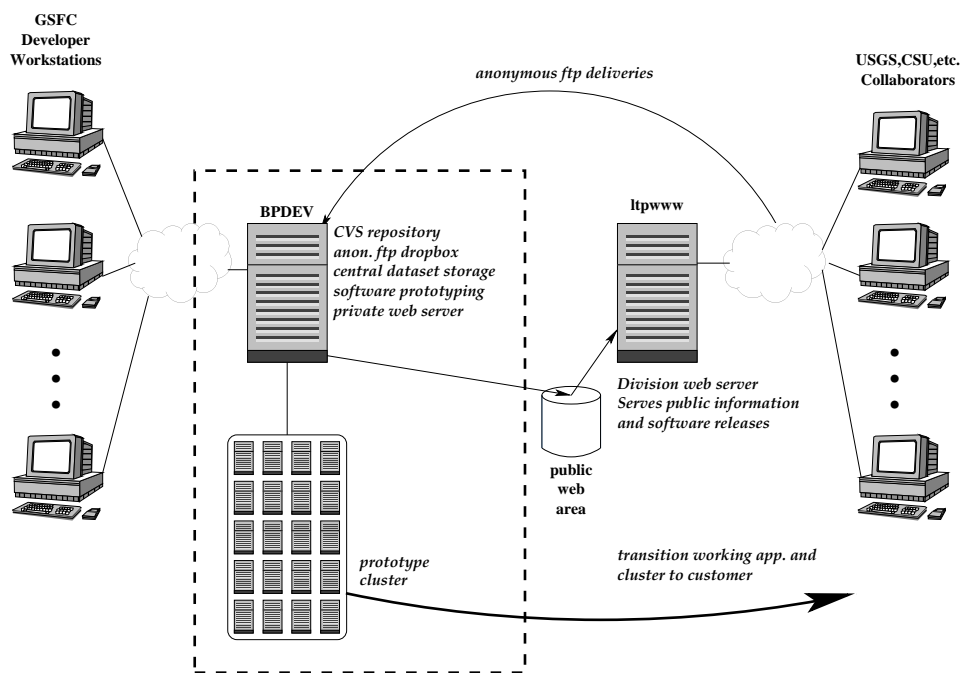 GSFC
Developer
Workstations
USGS,CSU,etc.
Collaborators
anonymous ftp deliveries
BPDEV
CVS repository
anon. ftp dropbox
central dataset storage
software prototyping
private web server
ltpwww
Division web server
Serves public information
and software releases
public
web
area
prototype
cluster
transition working app. and
cluster to customer